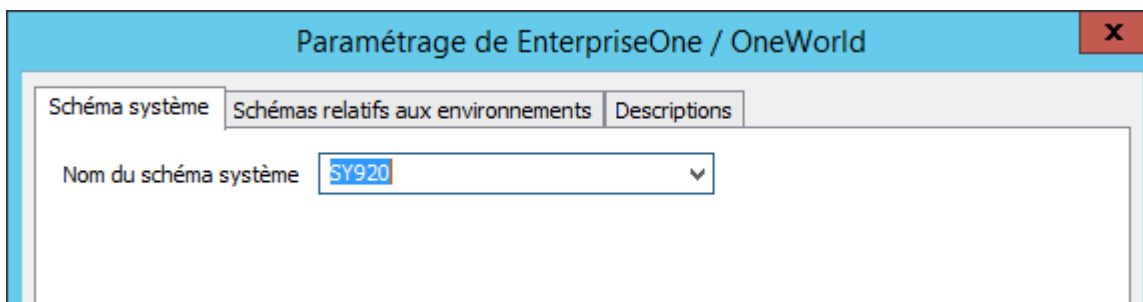 Paramétrage de EnterpriseOne / OneWorld
x
Schéma système Schémas relatifs aux environnements Descriptions
Nom du schéma système SY920